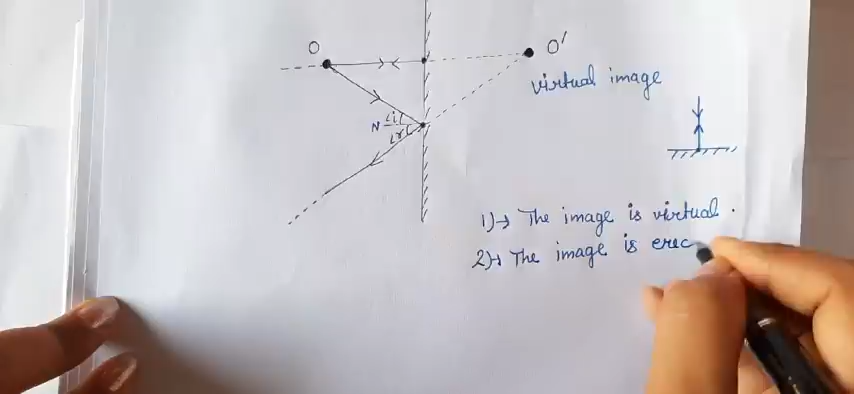 O
O'
virtual image
N ∠i
∠r
1)→ The image is virtual.
2)→ The image is erec